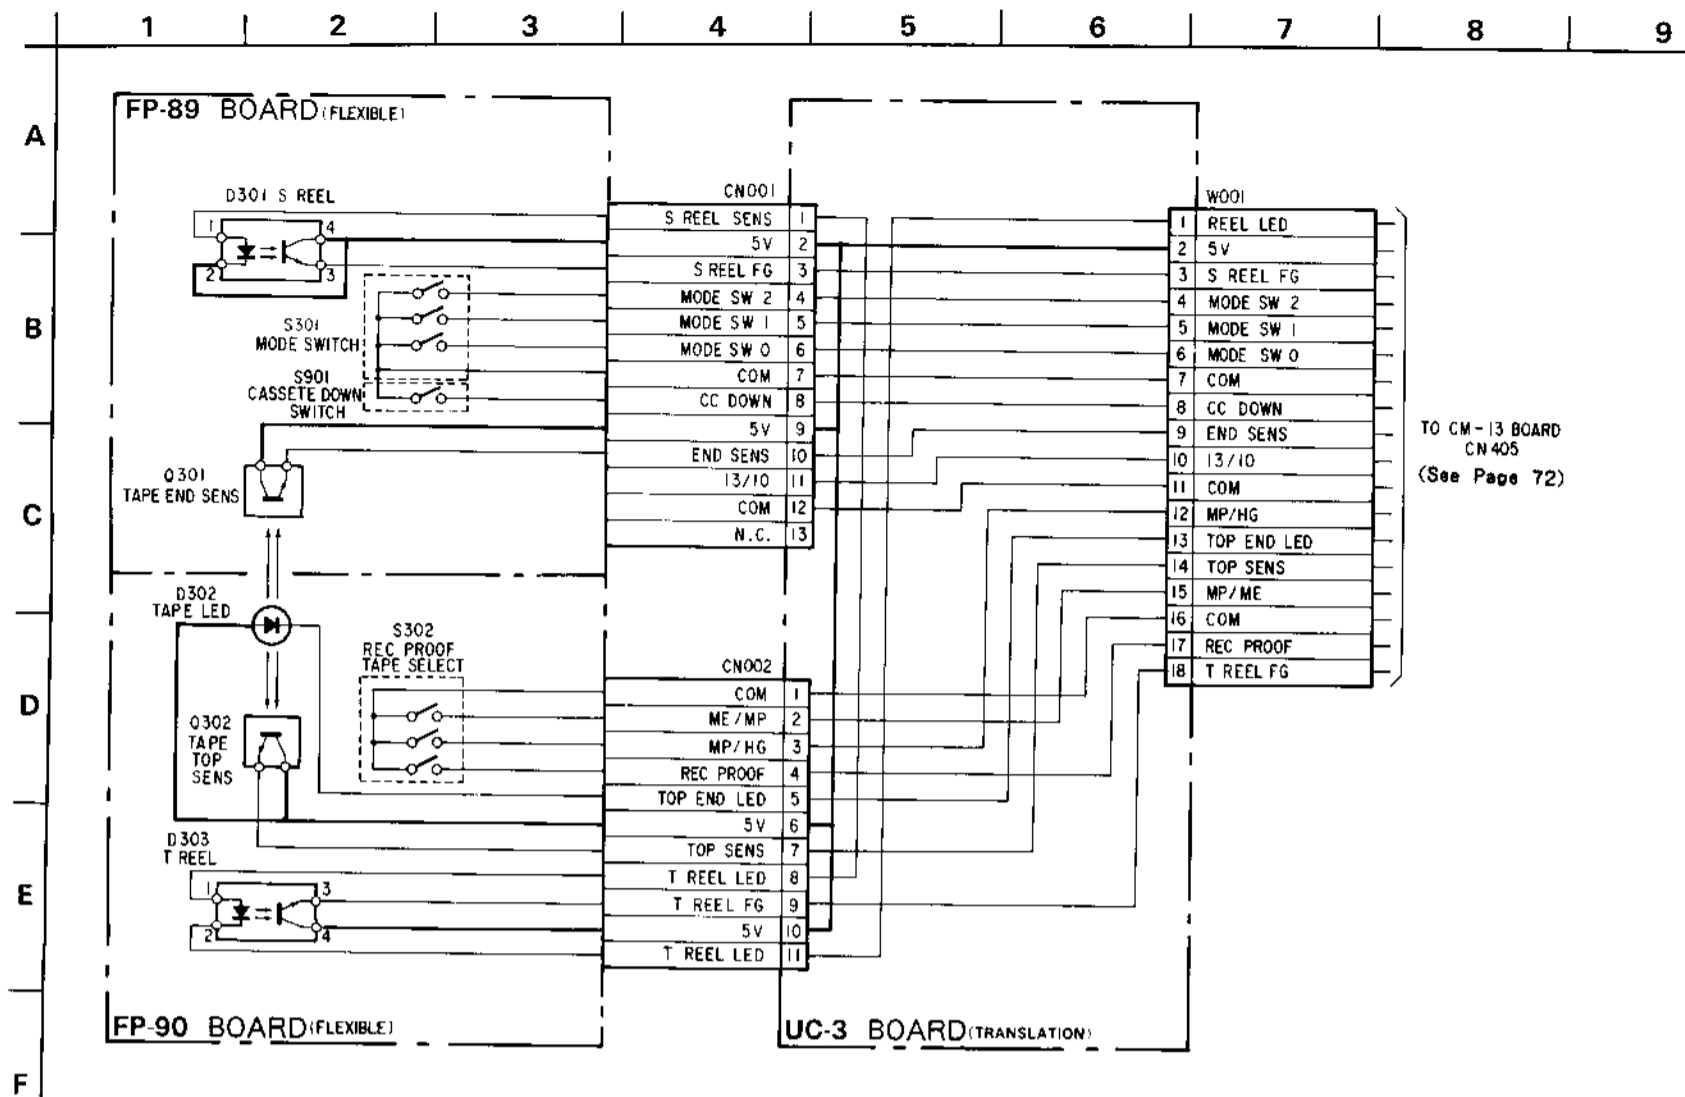 1 2 3 4 5 6 7 8 9
A
B
C
D
E
F
FP-89 BOARD (FLEXIBLE)
D301 S REEL
1
4
2
3
S301
MODE SWITCH
S901
CASSETE DOWN
SWITCH
Q301
TAPE END SENS
D302
TAPE LED
S302
REC PROOF
TAPE SELECT
Q302
TAPE
TOP
SENS
D303
T REEL
1
3
2
4
FP-90 BOARD (FLEXIBLE)
CN001
S REEL SENS 1
5V 2
S REEL FG 3
MODE SW 2 4
MODE SW 1 5
MODE SW 0 6
COM 7
CC DOWN 8
5V 9
END SENS 10
13/10 11
COM 12
N.C. 13
CN002
COM 1
ME/MP 2
MP/HG 3
REC PROOF 4
TOP END LED 5
5V 6
TOP SENS 7
T REEL LED 8
T REEL FG 9
5V 10
T REEL LED 11
UC-3 BOARD (TRANSLATION)
W001
1 REEL LED
2 5V
3 S REEL FG
4 MODE SW 2
5 MODE SW 1
6 MODE SW 0
7 COM
8 CC DOWN
9 END SENS
10 13/10
11 COM
12 MP/HG
13 TOP END LED
14 TOP SENS
15 MP/ME
16 COM
17 REC PROOF
18 T REEL FG
TO CM-13 BOARD
CN405
(See Page 72)